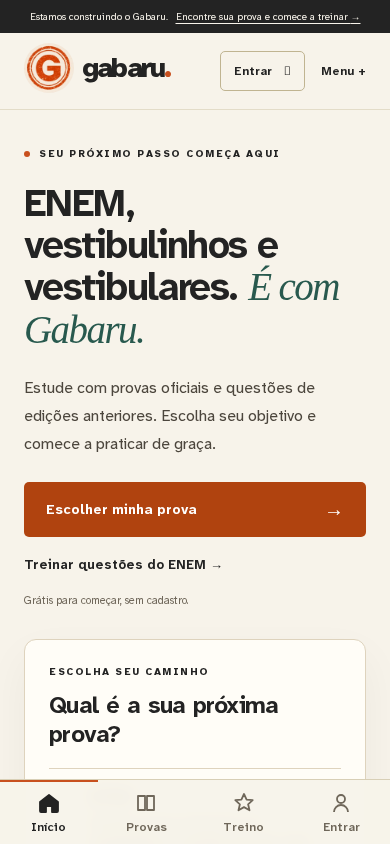 Estamos construindo o Gabaru. Encontre sua prova e comece a treinar →
G gabaru. Entrar Menu +
SEU PRÓXIMO PASSO COMEÇA AQUI
ENEM,
vestibulinhos e
vestibulares. É com
Gabaru.
Estude com provas oficiais e questões de
edições anteriores. Escolha seu objetivo e
comece a praticar de graça.
Escolher minha prova →
Treinar questões do ENEM →
Grátis para começar, sem cadastro.
ESCOLHA SEU CAMINHO
Qual é a sua próxima
prova?
Início Provas Treino Entrar